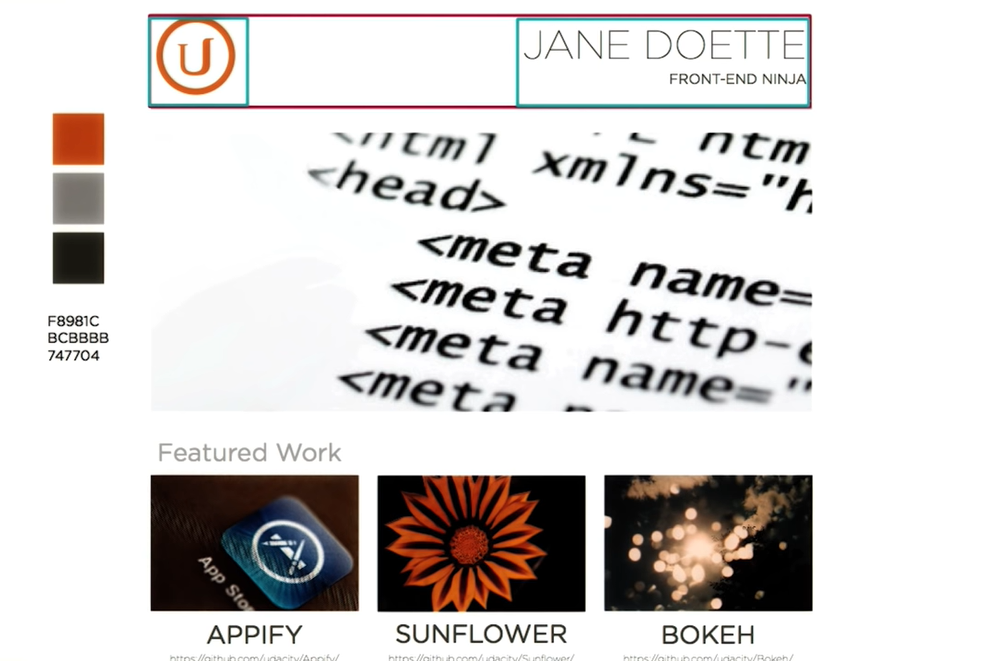 U
JANE DOETTE
FRONT-END NINJA
<html
htm
xmlns="h
<head>
<meta name=
<meta http-e
<meta name="
<meta
F8981C
BCBBBB
747704
Featured Work
App Stor
APPIFY
SUNFLOWER
BOKEH
https://github.com/udacity/Appify/
https://github.com/udacity/Sunflower/
https://github.com/udacity/Bokeh/